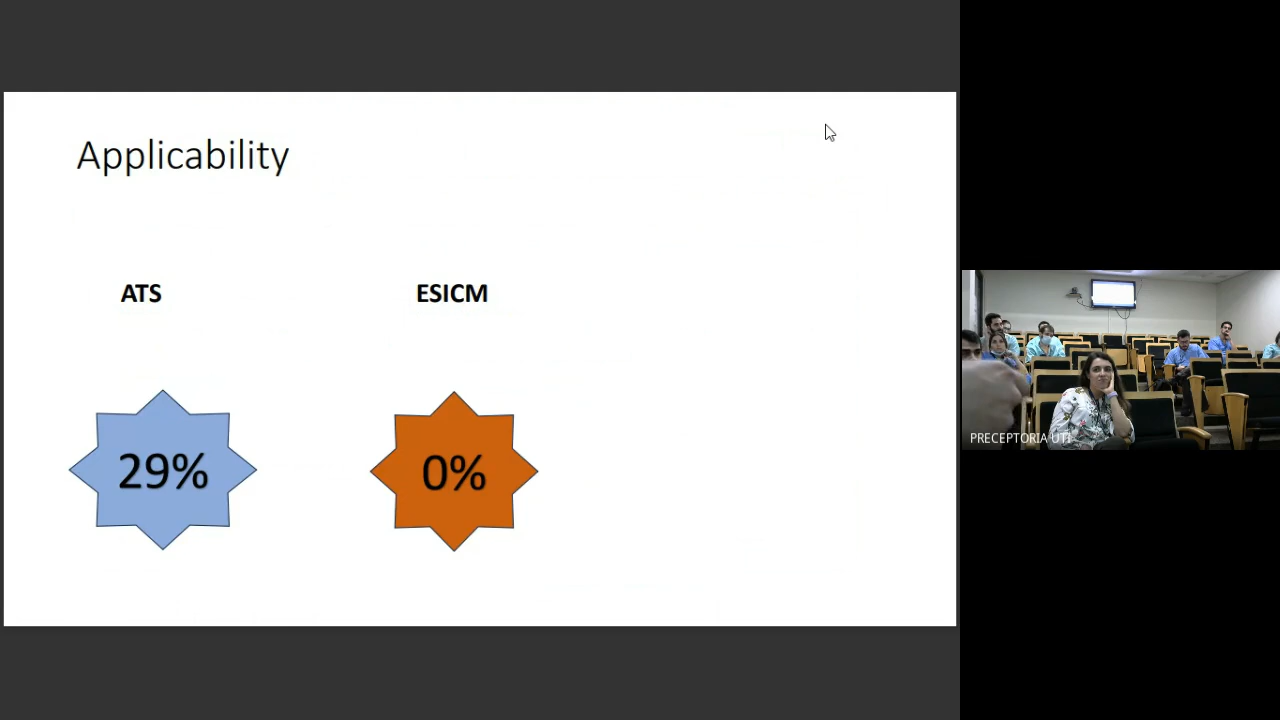 Applicability
ATS
ESICM
29%
0%
PRECEPTORIA UTI